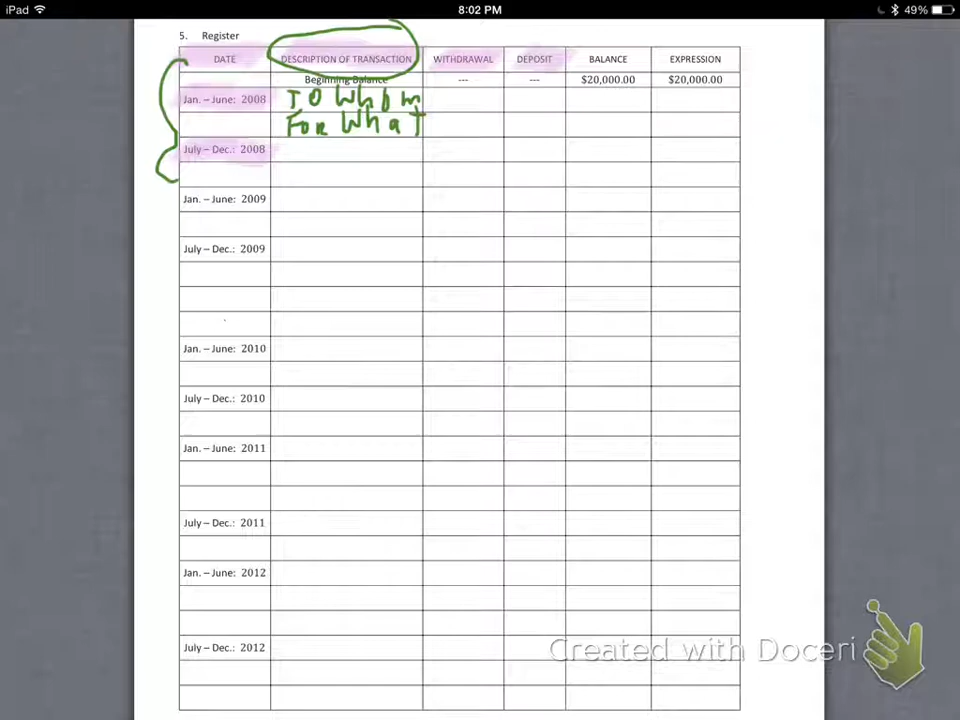 iPad 8:02 PM 49%
5. Register
DATE DESCRIPTION OF TRANSACTION WITHDRAWAL DEPOSIT BALANCE EXPRESSION
Beginning Balance --- --- $20,000.00 $20,000.00
Jan. – June: 2008 TO WhOm
FOR WhaT
July – Dec.: 2008
Jan. – June: 2009
July – Dec.: 2009
Jan. – June: 2010
July – Dec.: 2010
Jan. – June: 2011
July – Dec.: 2011
Jan. – June: 2012
July – Dec.: 2012
Created with Doceri